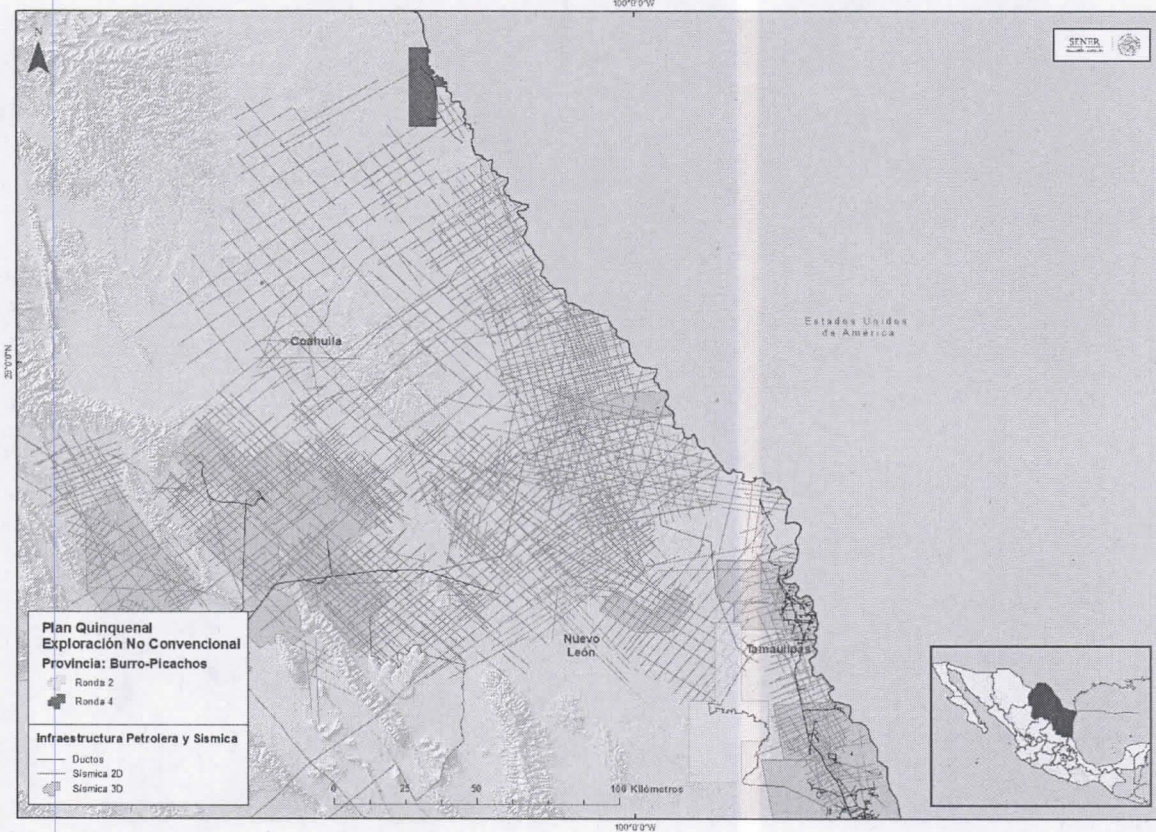 100°0'0"W
N
SENER
29°0'0"N
Estados Unidos
de América
Coahuila
Nuevo
León
Tamaulipas
Plan Quinquenal
Exploración No Convencional
Provincia: Burro-Picachos
Ronda 2
Ronda 4
Infraestructura Petrolera y Sísmica
Ductos
Sísmica 2D
Sísmica 3D
0 25 50 100 Kilómetros
100°0'0"W